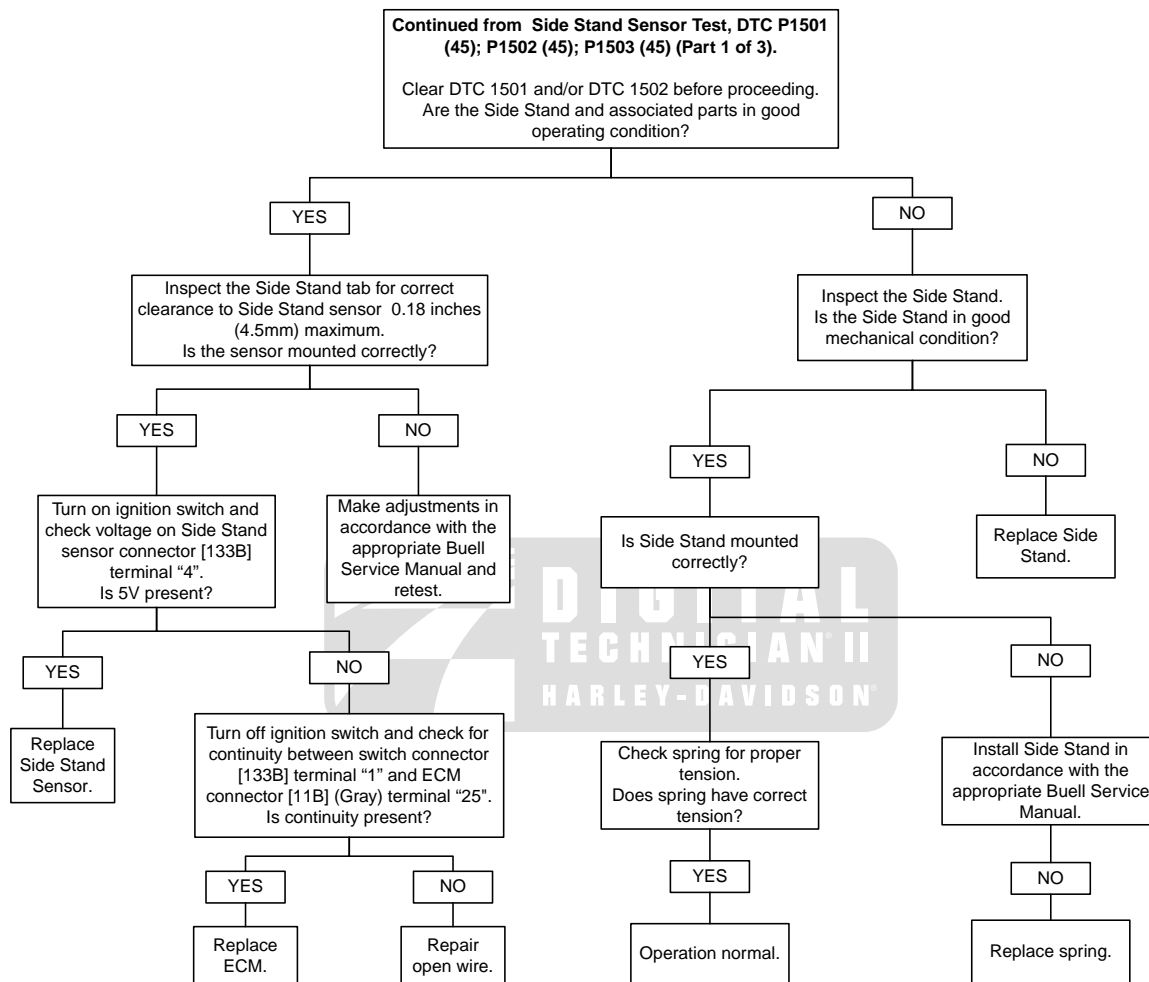 Continued from Side Stand Sensor Test, DTC P1501
(45); P1502 (45); P1503 (45) (Part 1 of 3).
Clear DTC 1501 and/or DTC 1502 before proceeding.
Are the Side Stand and associated parts in good
operating condition?
YES
NO
Inspect the Side Stand tab for correct
clearance to Side Stand sensor 0.18 inches
(4.5mm) maximum.
Is the sensor mounted correctly?
Inspect the Side Stand.
Is the Side Stand in good
mechanical condition?
YES
NO
YES
NO
Turn on ignition switch and
check voltage on Side Stand
sensor connector [133B]
terminal “4”.
Is 5V present?
Make adjustments in
accordance with the
appropriate Buell
Service Manual and
retest.
Is Side Stand mounted
correctly?
Replace Side
Stand.
DIGITAL
TECHNICIAN® II
HARLEY-DAVIDSON®
YES
NO
YES
NO
Replace
Side Stand
Sensor.
Turn off ignition switch and check for
continuity between switch connector
[133B] terminal “1” and ECM
connector [11B] (Gray) terminal “25".
Is continuity present?
Check spring for proper
tension.
Does spring have correct
tension?
Install Side Stand in
accordance with the
appropriate Buell Service
Manual.
YES
NO
YES
NO
Replace
ECM.
Repair
open wire.
Operation normal.
Replace spring.